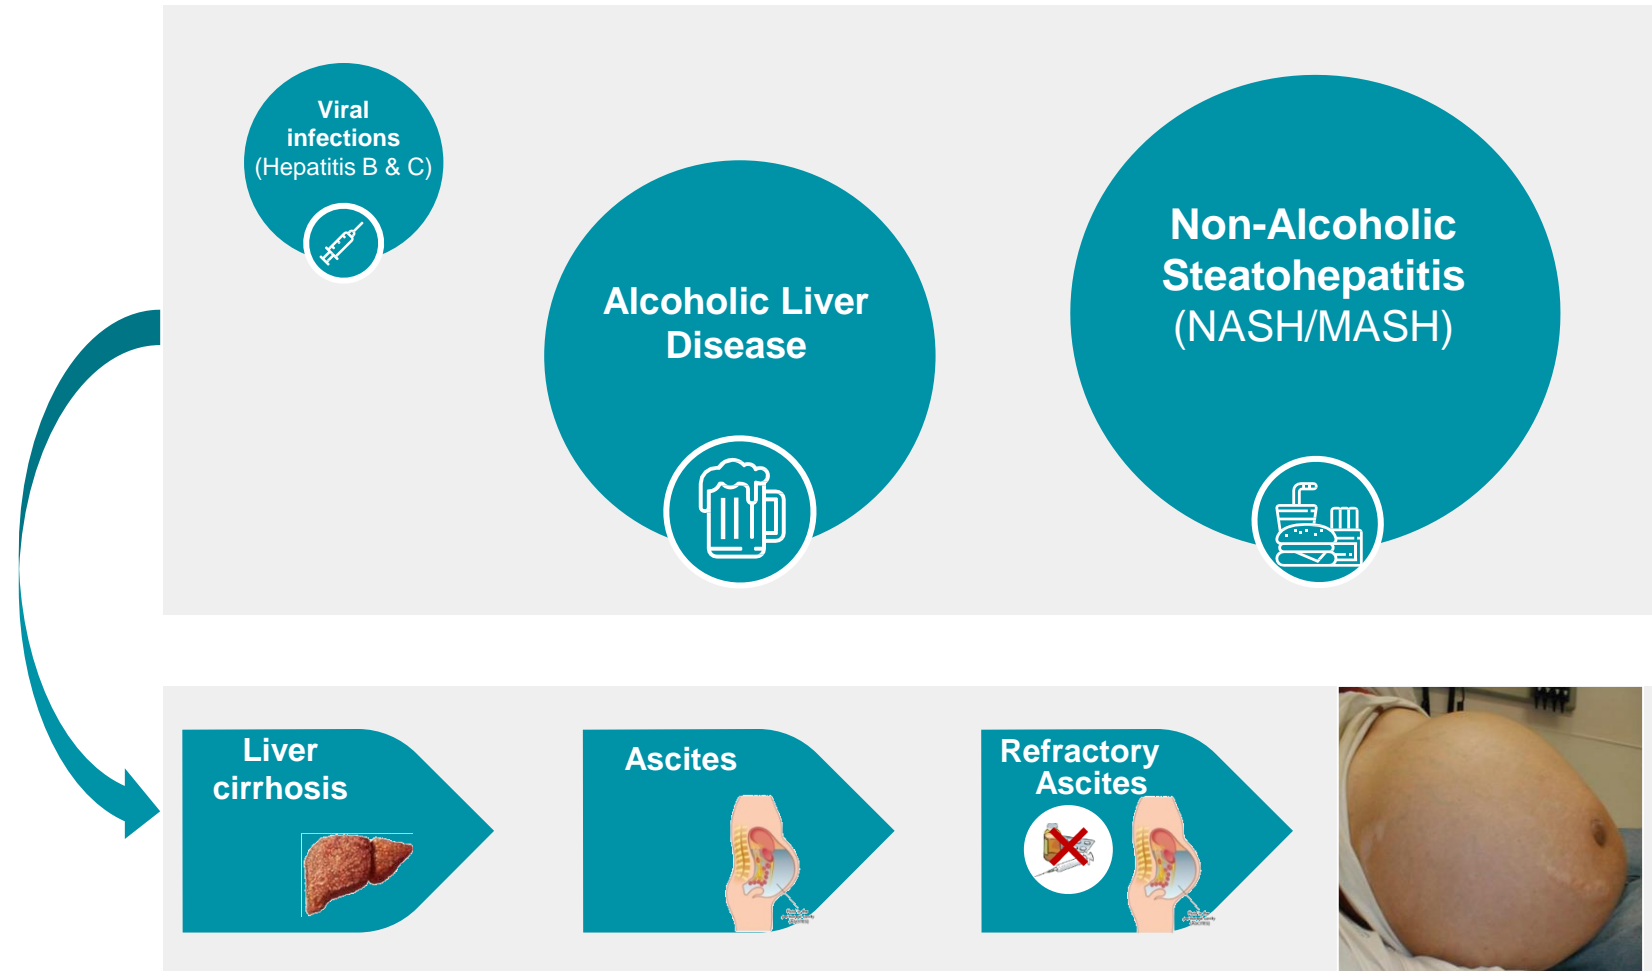 Viral
infections
(Hepatitis B & C)
Alcoholic Liver
Disease
Non-Alcoholic
Steatohepatitis
(NASH/MASH)
Liver
cirrhosis
Ascites
Refractory
Ascites